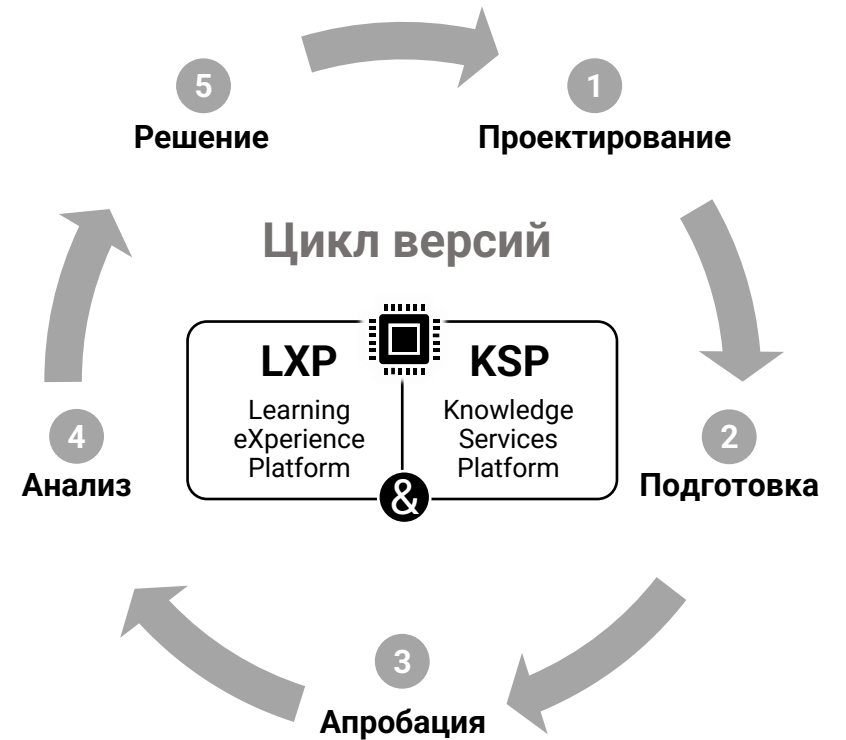 5
Решение
1
Проектирование
Цикл версий
LXP
Learning
eXperience
Platform
KSP
Knowledge
Services
Platform
&
4
Анализ
2
Подготовка
3
Апробация